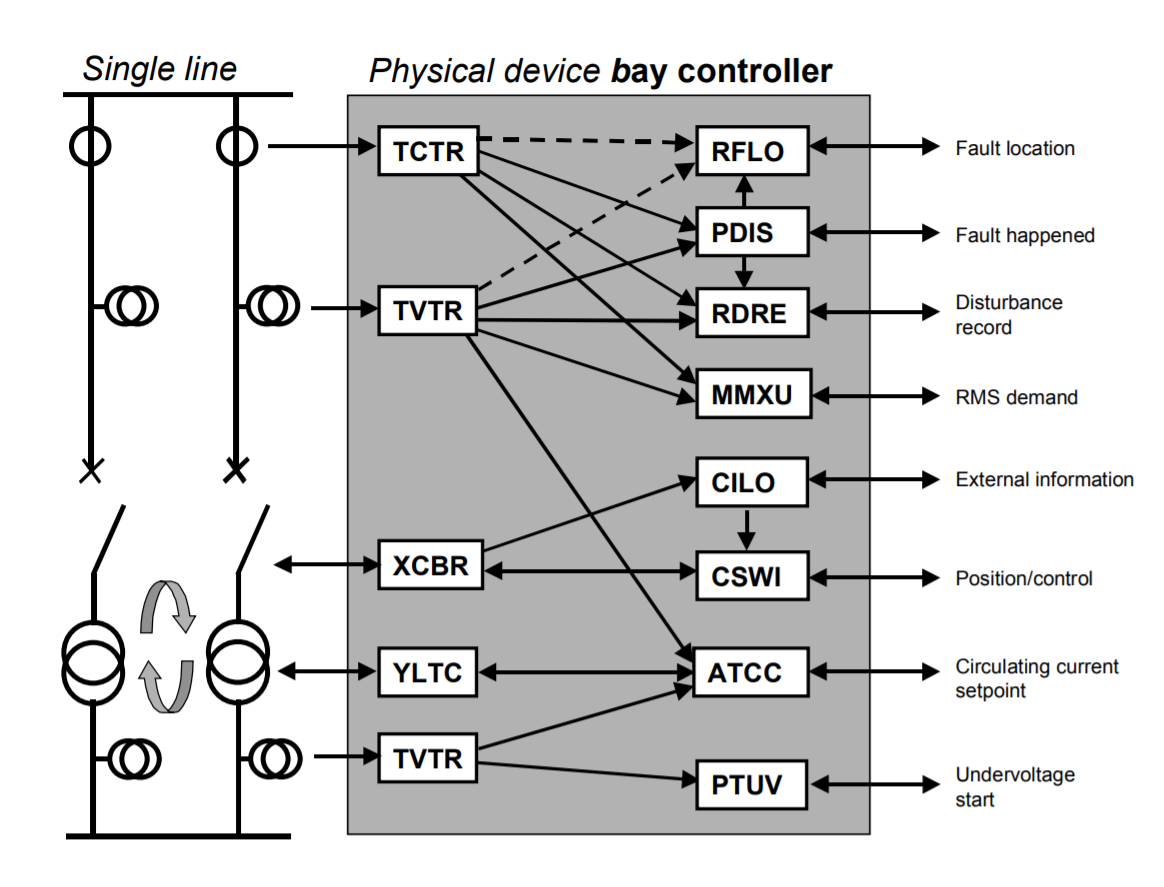 Single line
Physical device bay controller
TCTR
RFLO
Fault location
PDIS
Fault happened
TVTR
RDRE
Disturbance
record
MMXU
RMS demand
CILO
External information
XCBR
CSWI
Position/control
YLTC
ATCC
Circulating current
setpoint
TVTR
PTUV
Undervoltage
start